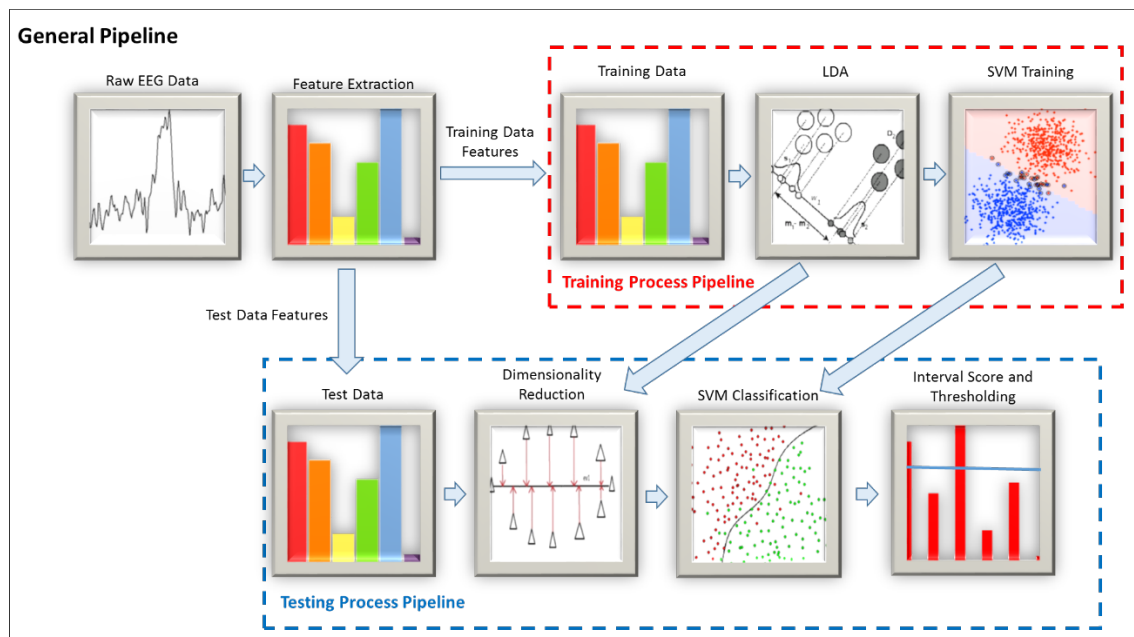 General Pipeline
Raw EEG Data
Feature Extraction
Training Data
Features
Training Data
LDA
SVM Training
Training Process Pipeline
Test Data Features
Test Data
Dimensionality
Reduction
SVM Classification
Interval Score and
Thresholding
Testing Process Pipeline